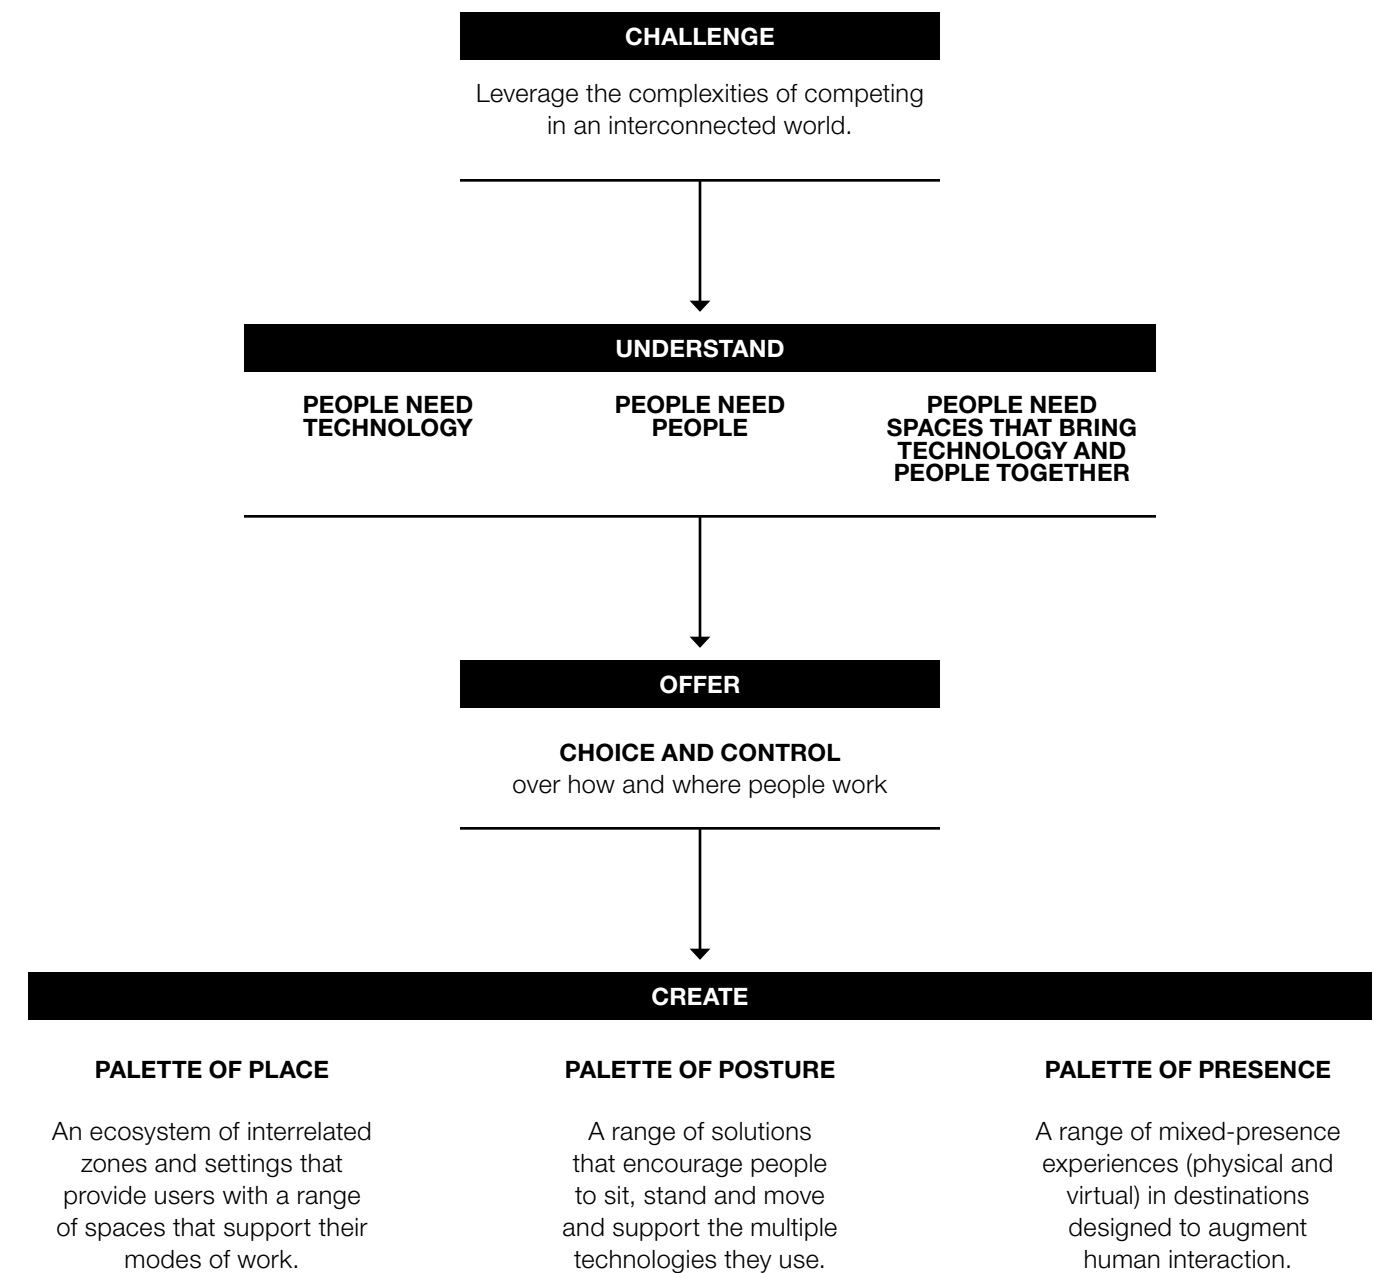 CHALLENGE
Leverage the complexities of competing
in an interconnected world.
UNDERSTAND
PEOPLE NEED
TECHNOLOGY
PEOPLE NEED
PEOPLE
PEOPLE NEED
SPACES THAT BRING
TECHNOLOGY AND
PEOPLE TOGETHER
OFFER
CHOICE AND CONTROL
over how and where people work
CREATE
PALETTE OF PLACE
An ecosystem of interrelated
zones and settings that
provide users with a range
of spaces that support their
modes of work.
PALETTE OF POSTURE
A range of solutions
that encourage people
to sit, stand and move
and support the multiple
technologies they use.
PALETTE OF PRESENCE
A range of mixed-presence
experiences (physical and
virtual) in destinations
designed to augment
human interaction.